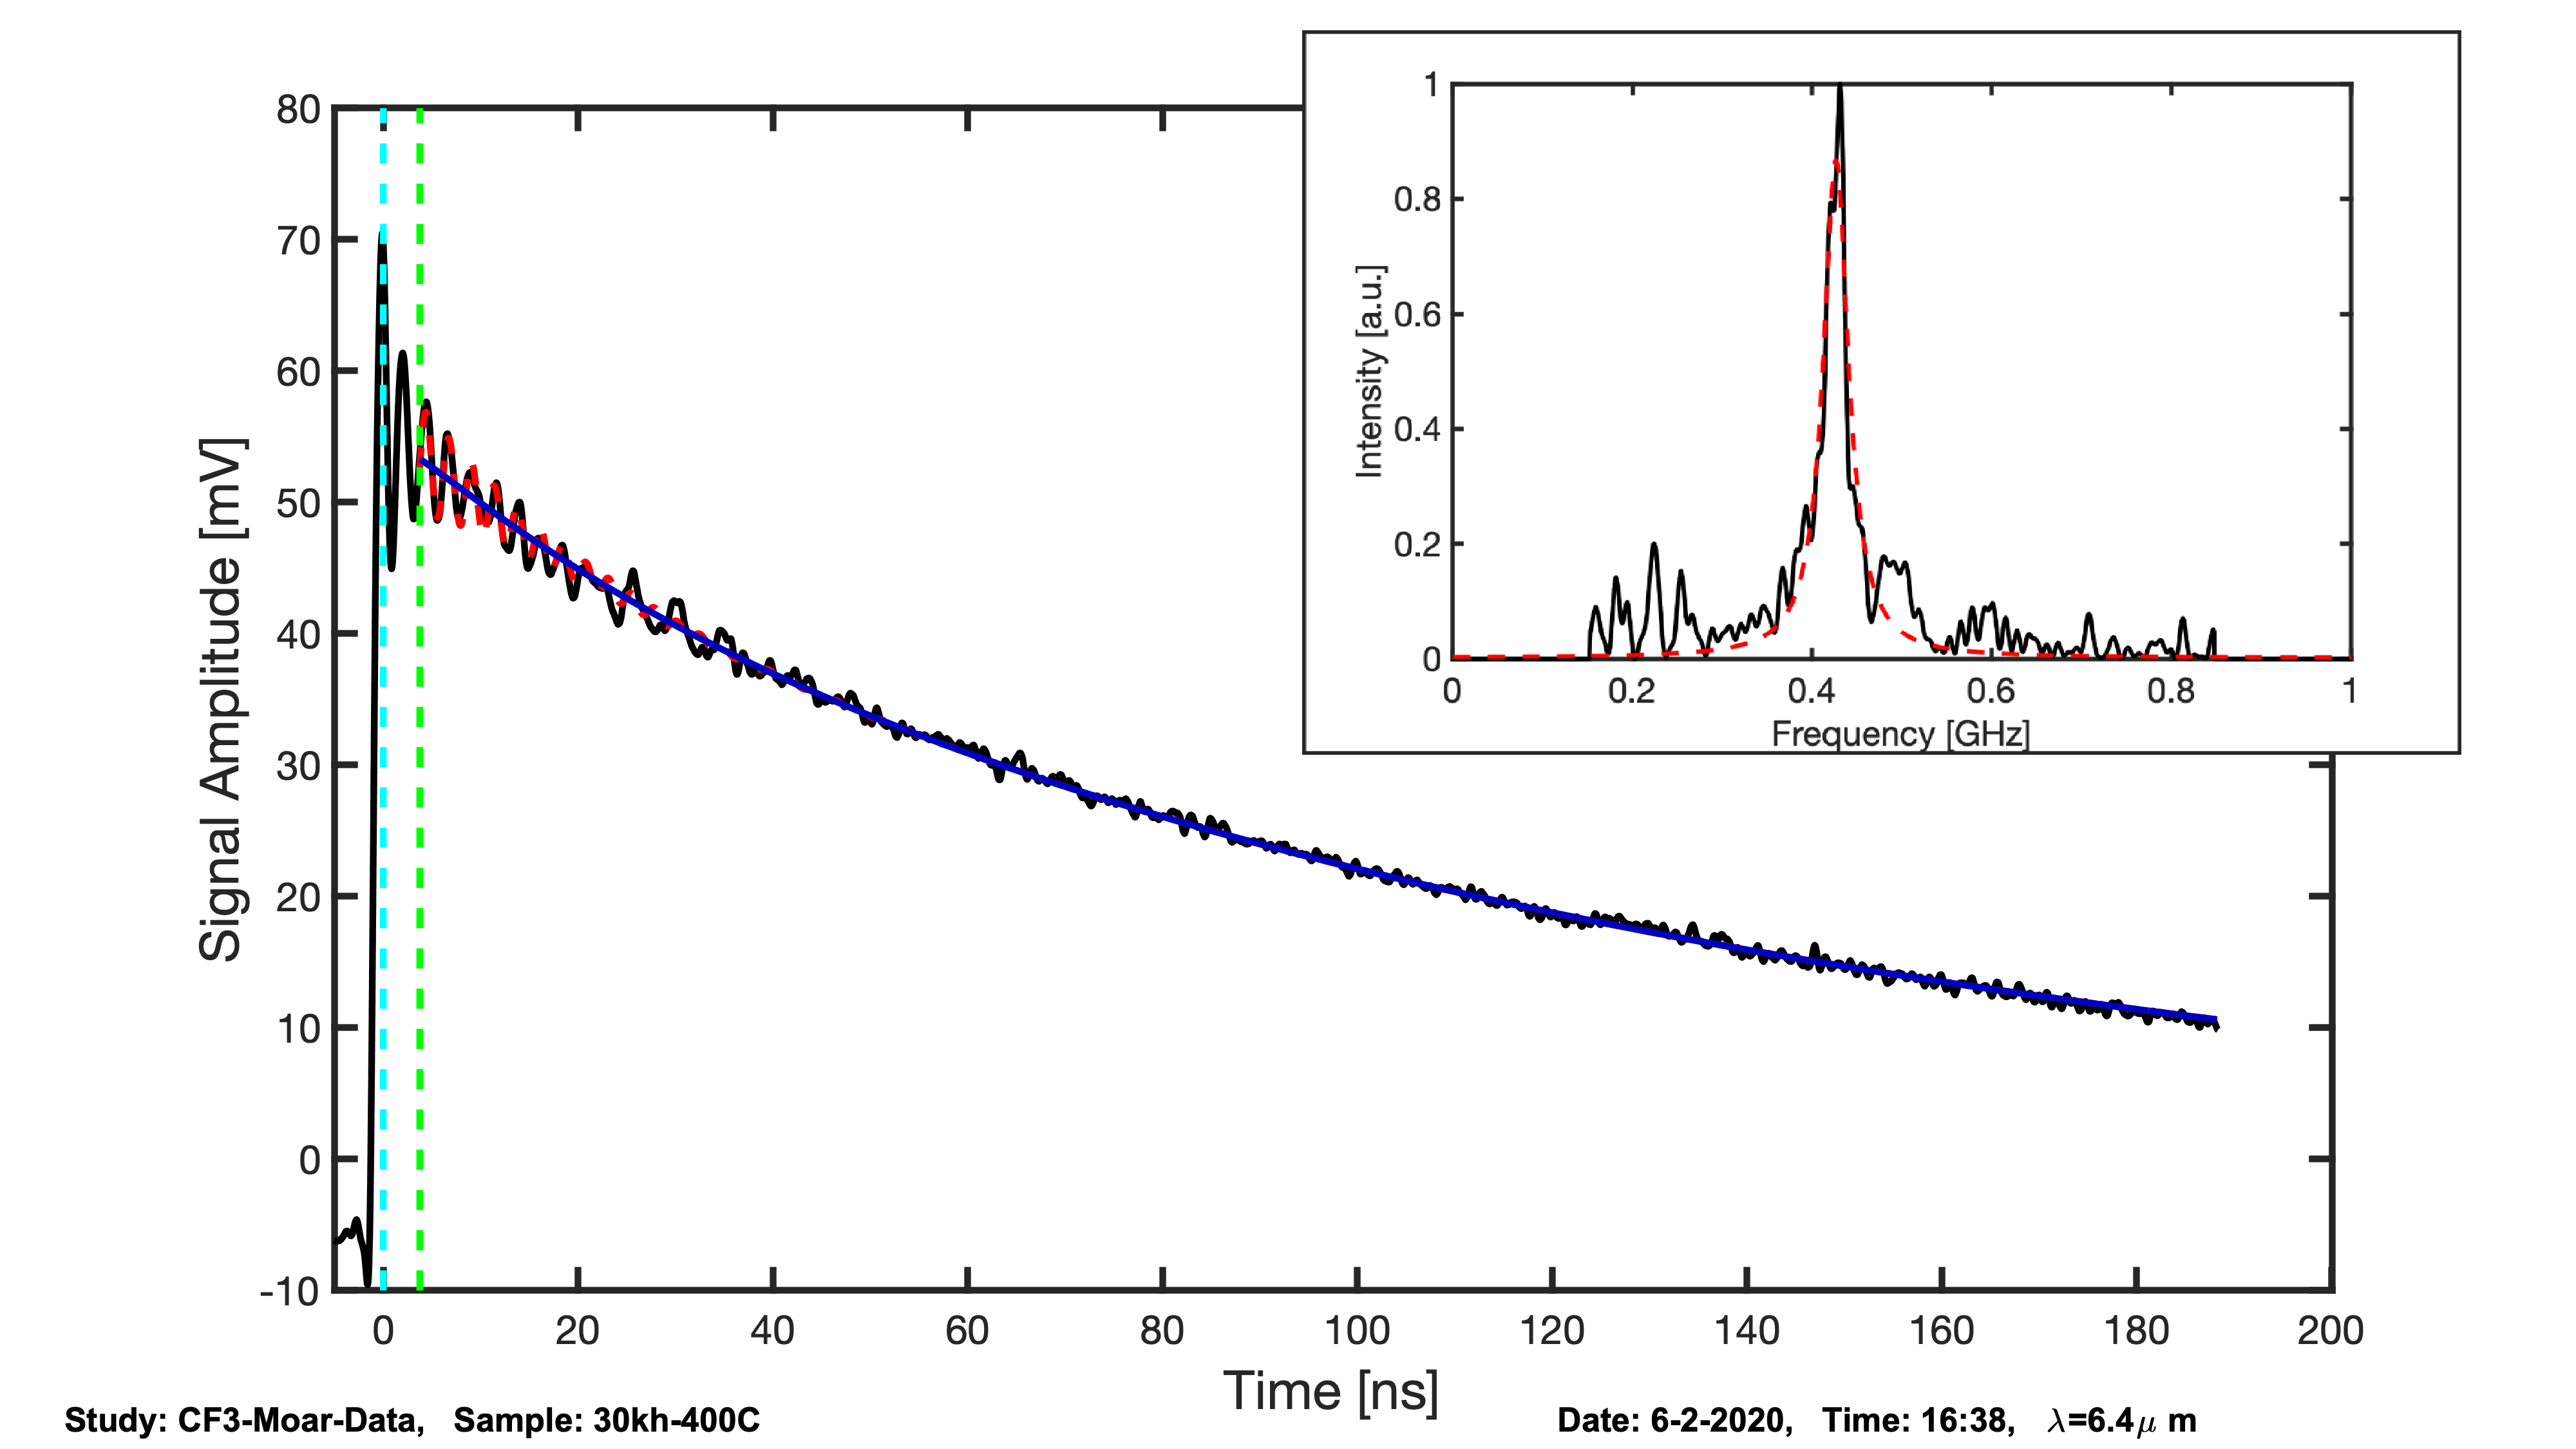 80
70
60
50
40
30
20
10
0
-10
Signal Amplitude [mV]
0 20 40 60 80 100 120 140 160 180 200
Time [ns]
1
0.8
0.6
0.4
0.2
0
Intensity [a.u.]
0 0.2 0.4 0.6 0.8 1
Frequency [GHz]
Study: CF3-Moar-Data, Sample: 30kh-400C
Date: 6-2-2020, Time: 16:38, λ=6.4μ m